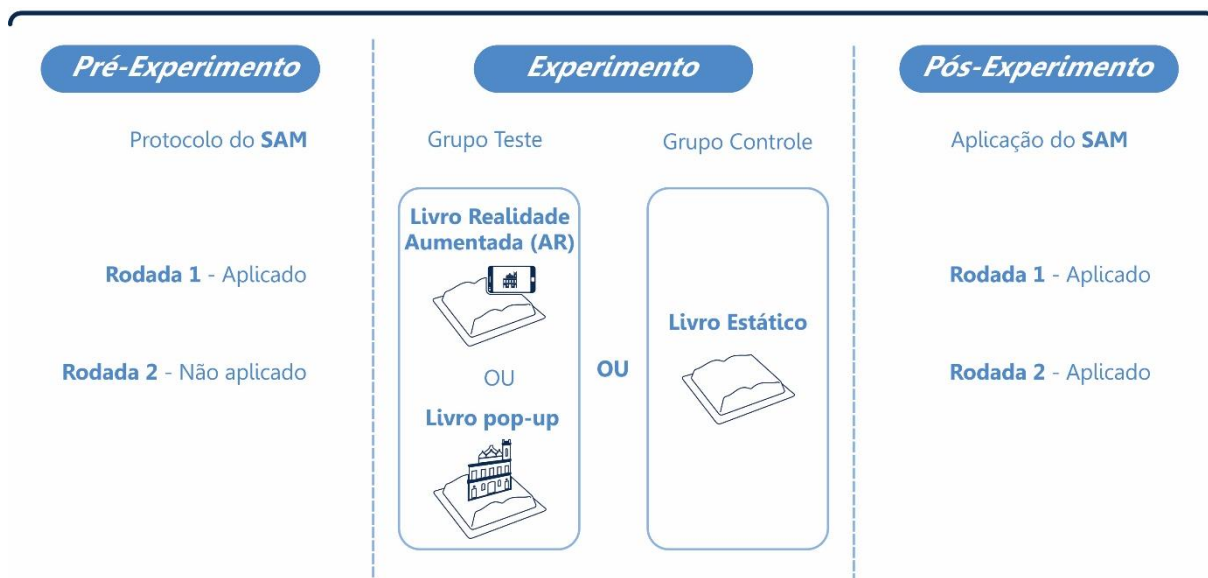 Pré-Experimento
Protocolo do SAM
Rodada 1 - Aplicado
Rodada 2 - Não aplicado
Experimento
Grupo Teste
Livro Realidade
Aumentada (AR)
OU
Livro pop-up
OU
Grupo Controle
Livro Estático
Pós-Experimento
Aplicação do SAM
Rodada 1 - Aplicado
Rodada 2 - Aplicado